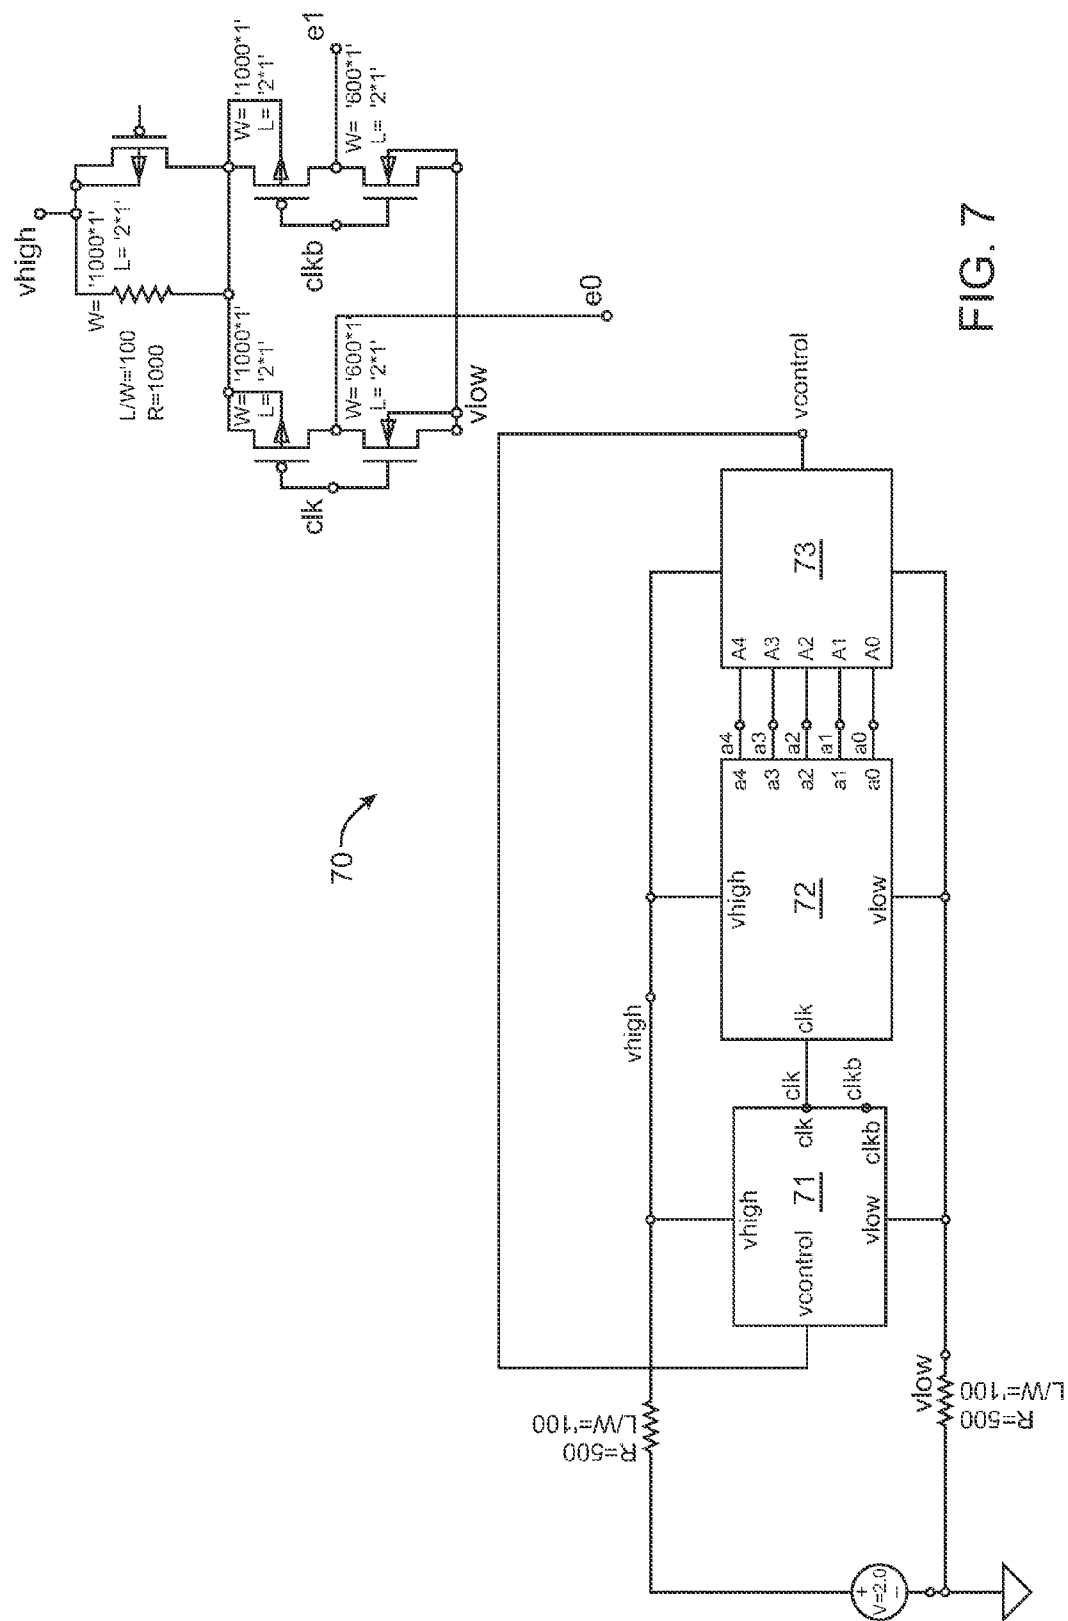 vhigh
W= '1000*1'
L= '2*1'
L/W='100
R=1000
W= '1000*1'
L= '2*1'
W= '1000*1'
L= '2*1'
clk
clkb
W= '600*1'
L= '2*1'
W= '600*1'
L= '2*1'
e1
e0
vlow
70
vcontrol
vhigh
R=500
L/W='100
vhigh
71
vcontrol
clk
clkb
vlow
clk
clkb
vhigh
72
clk
vlow
a4
a3
a2
a1
a0
a4
a3
a2
a1
a0
A4
A3
A2
A1
A0
73
vlow
L/W='100
R=500
+
V=2.0
-
FIG. 7